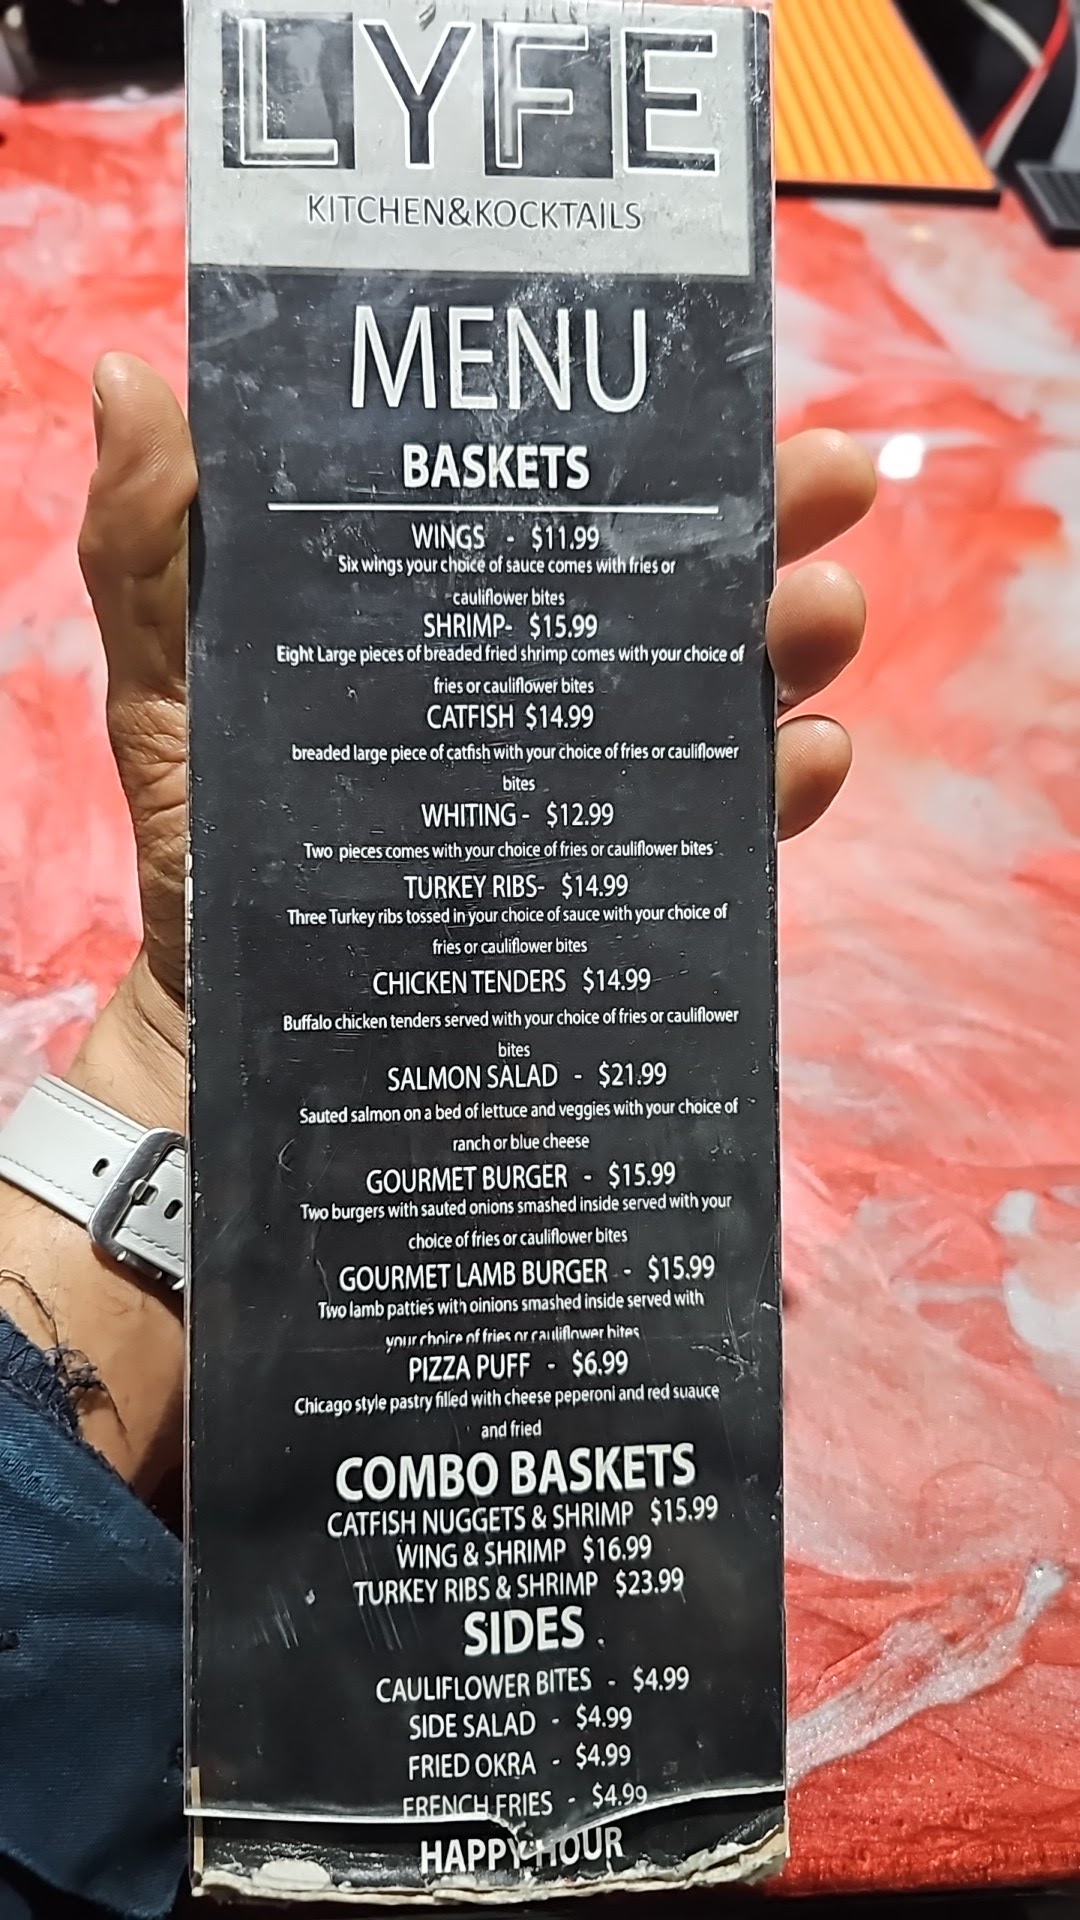 LYFE
KITCHEN&KOCKTAILS
MENU
BASKETS
WINGS - $11.99
Six wings your choice of sauce comes with fries or
cauliflower bites
SHRIMP- $15.99
Eight Large pieces of breaded fried shrimp comes with your choice of
fries or cauliflower bites
CATFISH $14.99
breaded large piece of catfish with your choice of fries or cauliflower
bites
WHITING - $12.99
Two pieces comes with your choice of fries or cauliflower bites
TURKEY RIBS- $14.99
Three Turkey ribs tossed in your choice of sauce with your choice of
fries or cauliflower bites
CHICKEN TENDERS $14.99
Buffalo chicken tenders served with your choice of fries or cauliflower
bites
SALMON SALAD - $21.99
Sauted salmon on a bed of lettuce and veggies with your choice of
ranch or blue cheese
GOURMET BURGER - $15.99
Two burgers with sauted onions smashed inside served with your
choice of fries or cauliflower bites
GOURMET LAMB BURGER - $15.99
Two lamb patties with oinions smashed inside served with
your choice of fries or cauliflower bites
PIZZA PUFF - $6.99
Chicago style pastry filled with cheese peperoni and red suauce
and fried
COMBO BASKETS
CATFISH NUGGETS & SHRIMP $15.99
WING & SHRIMP $16.99
TURKEY RIBS & SHRIMP $23.99
SIDES
CAULIFLOWER BITES - $4.99
SIDE SALAD - $4.99
FRIED OKRA - $4.99
FRENCH FRIES - $4.99
HAPPY HOUR